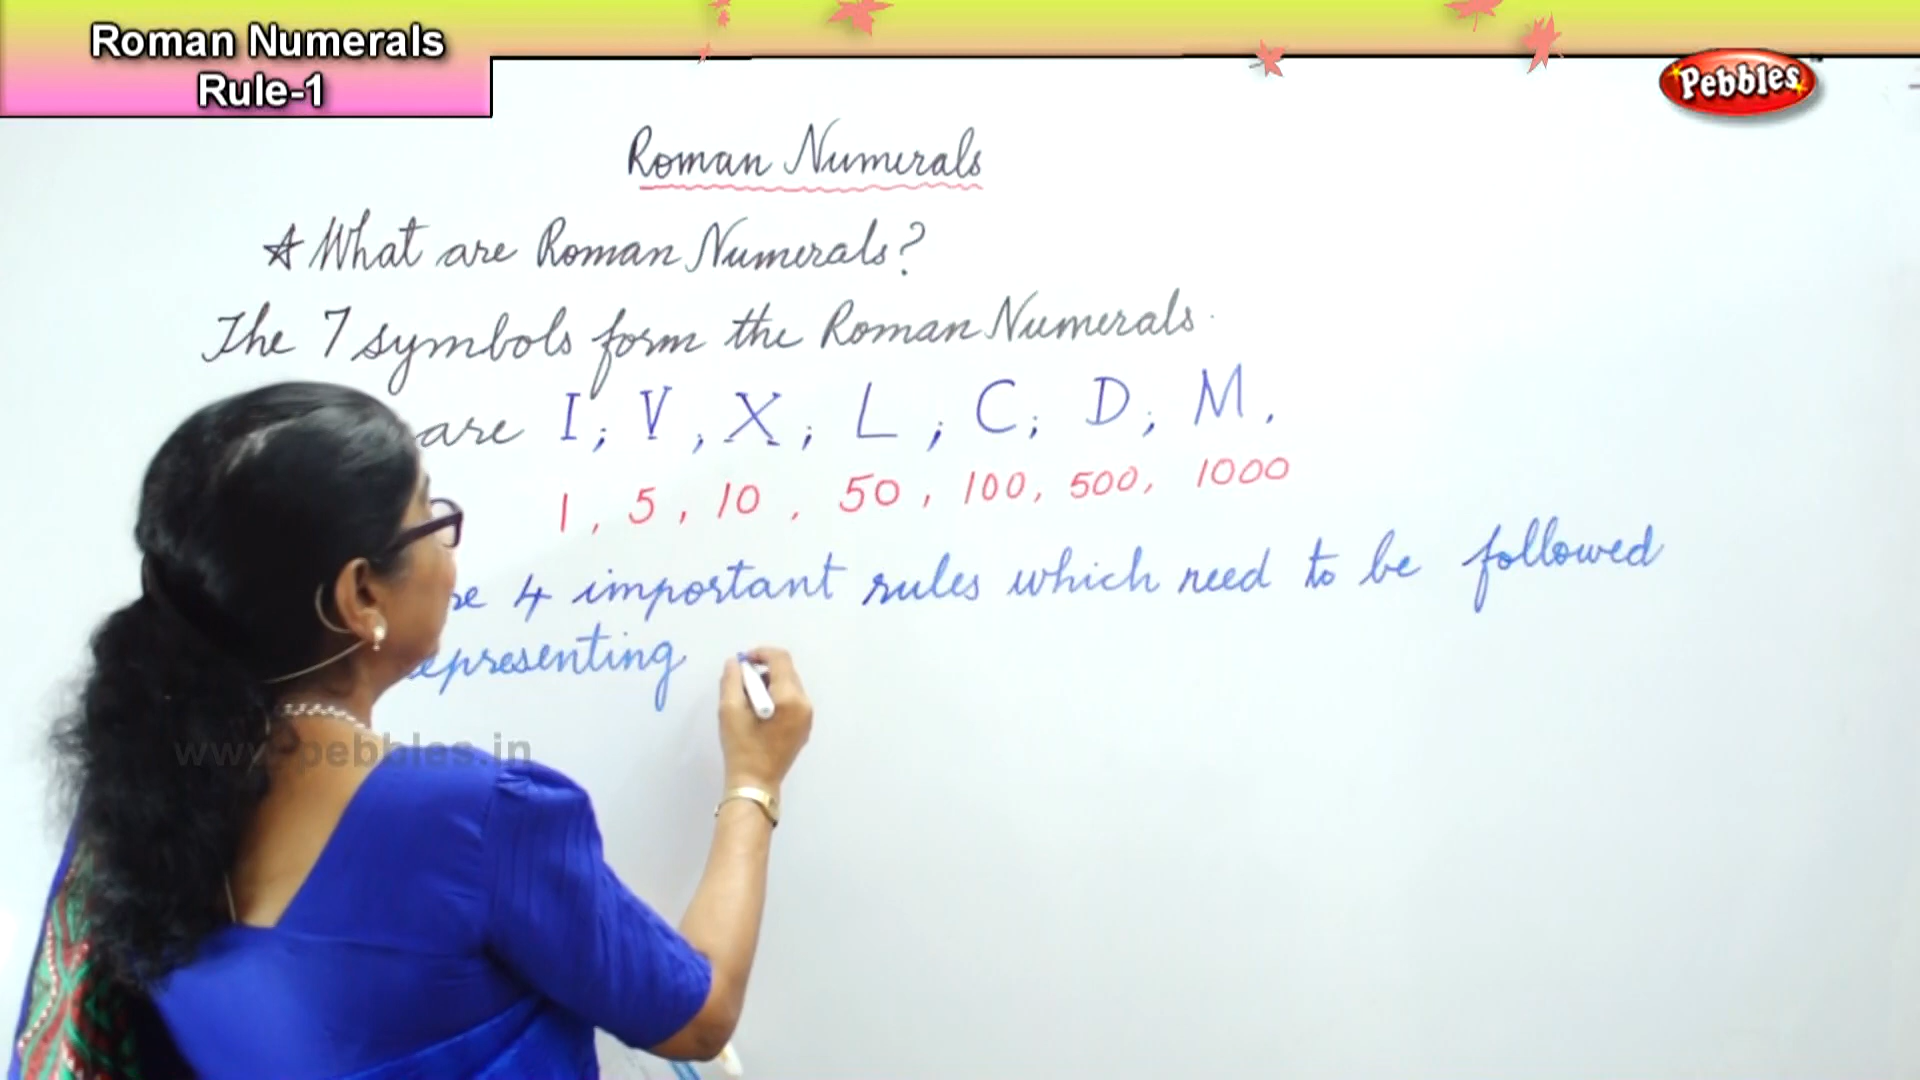 Roman Numerals
Rule-1
Pebbles
Roman Numerals
What are Roman Numerals?
The 7 symbols form the Roman Numerals.
are I, V, X, L, C, D, M.
1, 5, 10, 50, 100, 500, 1000
4 important rules which need to be followed
epresenting
www.pebbles.in